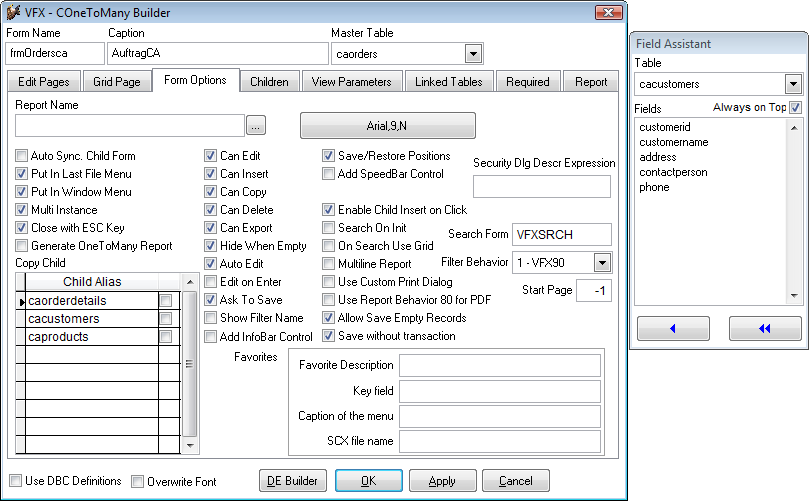 VFX - COneToMany Builder
Form Name
Caption
Master Table
frmOrdersca
AuftragCA
caorders
Edit Pages
Grid Page
Form Options
Children
View Parameters
Linked Tables
Required
Report
Report Name
...
Arial,9,N
Auto Sync. Child Form
Put In Last File Menu
Put in Window Menu
Multi Instance
Close with ESC Key
Generate OneToMany Report
Copy Child
Child Alias
caorderdetails
cacustomers
caproducts
Can Edit
Can Insert
Can Copy
Can Delete
Can Export
Hide When Empty
Auto Edit
Edit on Enter
Ask To Save
Show Filter Name
Add InfoBar Control
Save/Restore Positions
Add SpeedBar Control
Enable Child Insert on Click
Search On Init
On Search Use Grid
Multiline Report
Use Custom Print Dialog
Use Report Behavior 80 for PDF
Allow Save Empty Records
Save without transaction
Security Dlg Descr Expression
Search Form
VFXSRCH
Filter Behavior
1 - VFX90
Start Page
-1
Favorites
Favorite Description
Key field
Caption of the menu
SCX file name
Use DBC Definitions
Overwrite Font
DE Builder
OK
Apply
Cancel
Field Assistant
Table
cacustomers
Fields
Always on Top
customerid
customername
address
contactperson
phone